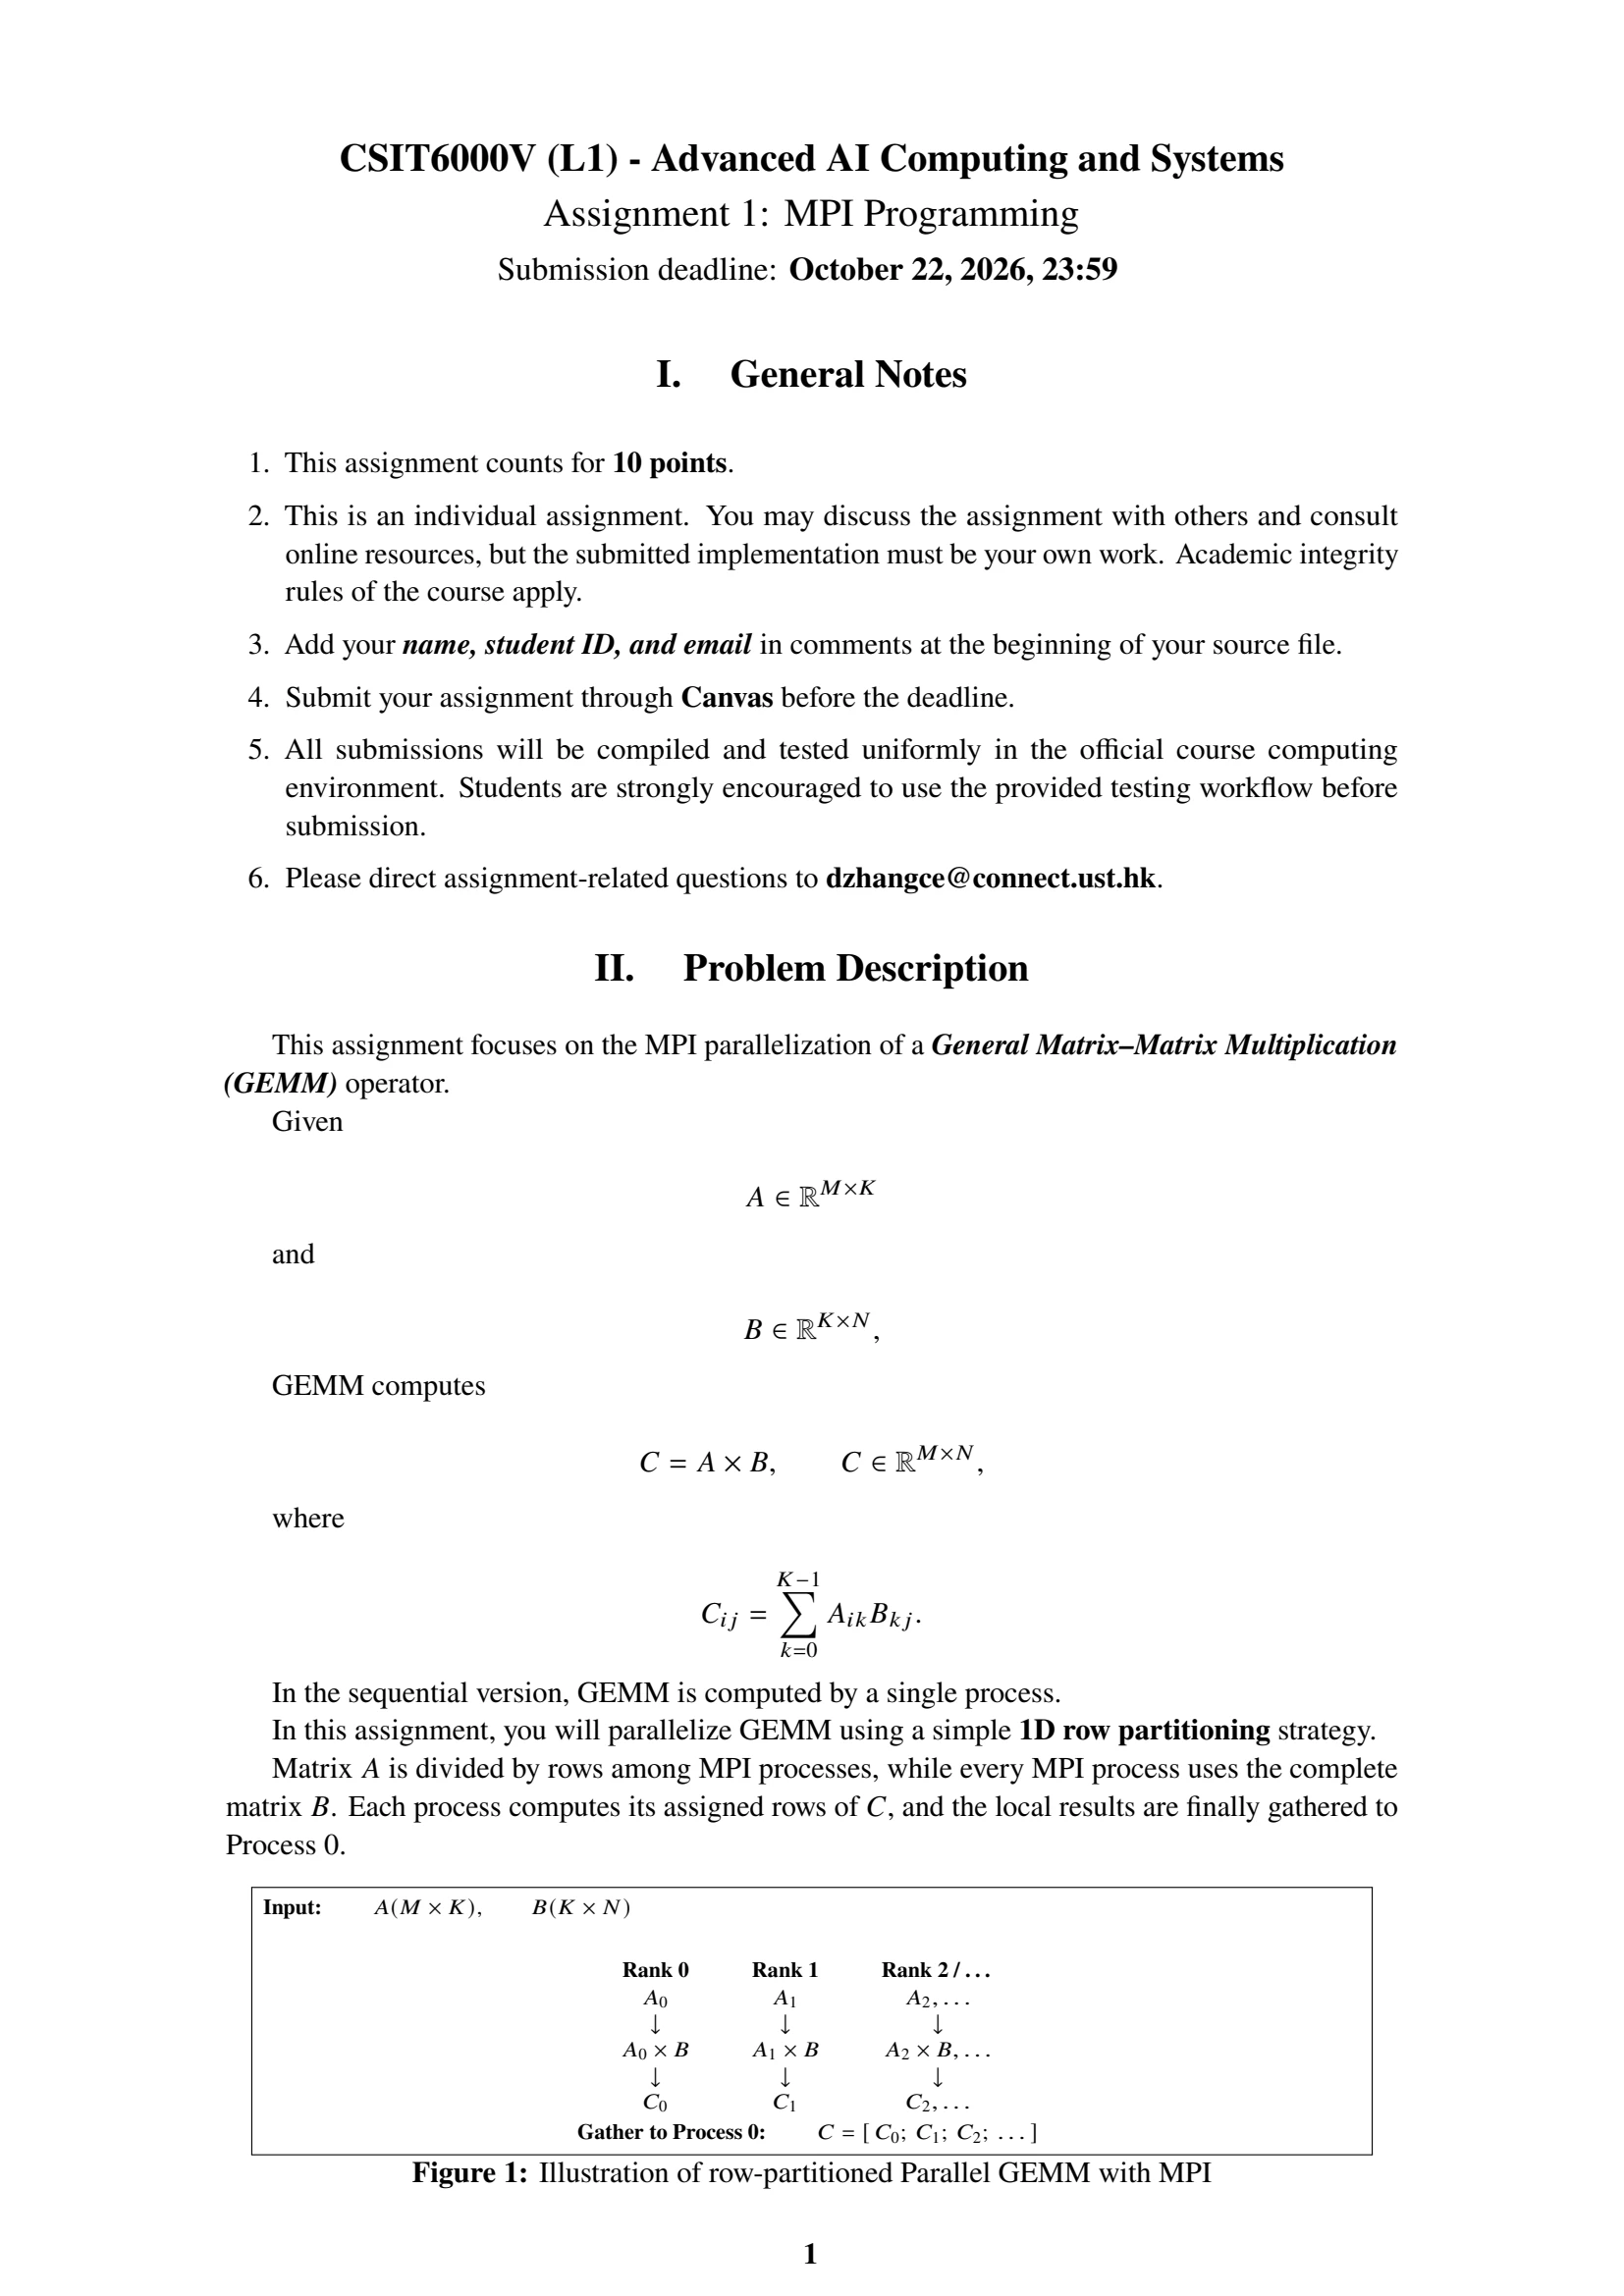 CSIT6000V (L1) - Advanced AI Computing and Systems
Assignment 1: MPI Programming
Submission deadline: October 22, 2026, 23:59
I. General Notes
1. This assignment counts for 10 points.
2. This is an individual assignment. You may discuss the assignment with others and consult
online resources, but the submitted implementation must be your own work. Academic integrity
rules of the course apply.
3. Add your name, student ID, and email in comments at the beginning of your source file.
4. Submit your assignment through Canvas before the deadline.
5. All submissions will be compiled and tested uniformly in the official course computing
environment. Students are strongly encouraged to use the provided testing workflow before
submission.
6. Please direct assignment-related questions to dzhangce@connect.ust.hk.
II. Problem Description
This assignment focuses on the MPI parallelization of a General Matrix–Matrix Multiplication
(GEMM) operator.
Given
A ∈ ℝ^{M×K}
and
B ∈ ℝ^{K×N},
GEMM computes
C = A × B, C ∈ ℝ^{M×N},
where
C_{ij} = \sum_{k=0}^{K−1} A_{ik} B_{kj}.
In the sequential version, GEMM is computed by a single process.
In this assignment, you will parallelize GEMM using a simple 1D row partitioning strategy.
Matrix A is divided by rows among MPI processes, while every MPI process uses the complete
matrix B. Each process computes its assigned rows of C, and the local results are finally gathered to
Process 0.
Input: A(M × K), B(K × N)
Rank 0 Rank 1 Rank 2 / . . .
A₀ A₁ A₂, . . .
↓ ↓ ↓
A₀ × B A₁ × B A₂ × B, . . .
↓ ↓ ↓
C₀ C₁ C₂, . . .
Gather to Process 0: C = [ C₀; C₁; C₂; . . . ]
Figure 1: Illustration of row-partitioned Parallel GEMM with MPI
1